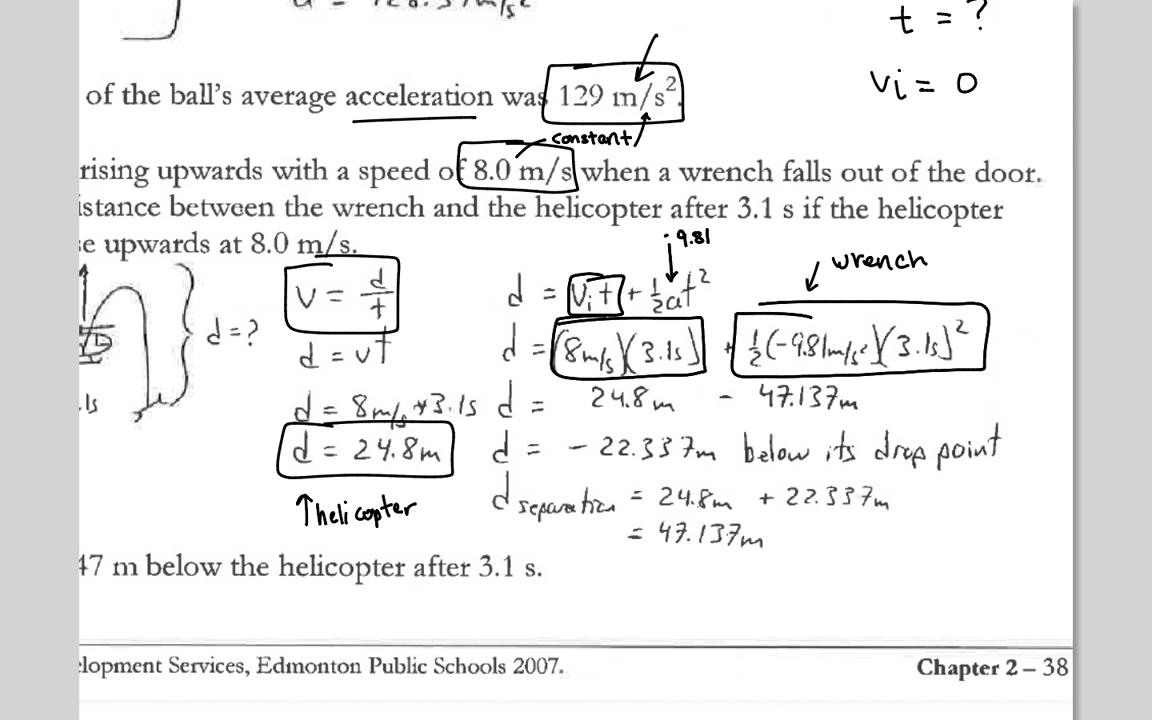 t = ?
of the ball's average acceleration was 129 m/s².
vi = 0
constant
rising upwards with a speed of 8.0 m/s when a wrench falls out of the door.
istance between the wrench and the helicopter after 3.1 s if the helicopter
e upwards at 8.0 m/s.
-9.81
wrench
v = d/t
d = Vit + ½at²
d = ?
d = vt
d = (8m/s)(3.1s) + ½(-9.81m/s²)(3.1s)²
.1s
d = 8m/s * 3.1s
d = 24.8m - 47.137m
d = 24.8m
d = - 22.337m below its drop point
↑helicopter
d separation = 24.8m + 22.337m
= 47.137m
47 m below the helicopter after 3.1 s.
lopment Services, Edmonton Public Schools 2007.
Chapter 2 – 38